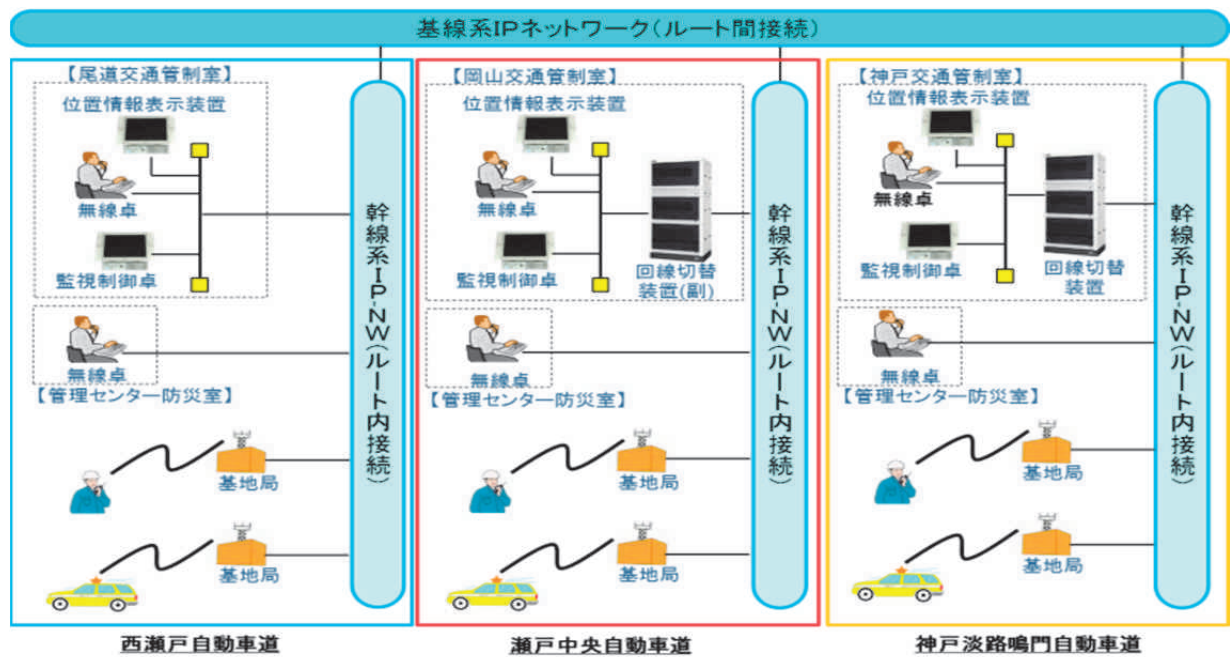 基線系IPネットワーク(ルート間接続)
【尾道交通管制室】
位置情報表示装置
無線卓
監視制御卓
無線卓
【管理センター防災室】
基地局
基地局
幹線系IP-NW(ルート内接続)
西瀬戸自動車道
【岡山交通管制室】
位置情報表示装置
無線卓
監視制御卓
回線切替
装置(副)
無線卓
【管理センター防災室】
基地局
基地局
幹線系IP-NW(ルート内接続)
瀬戸中央自動車道
【神戸交通管制室】
位置情報表示装置
無線卓
監視制御卓
回線切替
装置
無線卓
【管理センター防災室】
基地局
基地局
幹線系IP-NW(ルート内接続)
神戸淡路鳴門自動車道